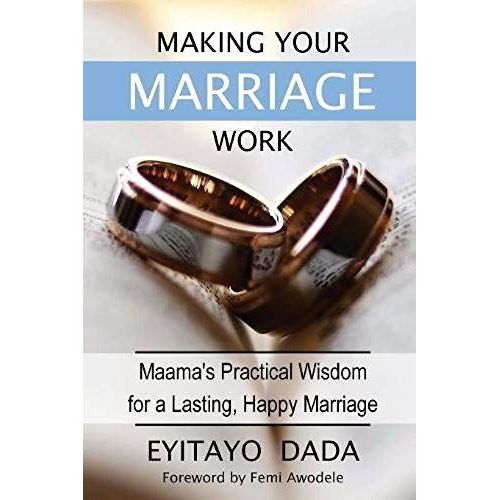 MAKING YOUR
MARRIAGE
WORK
Maama's Practical Wisdom
for a Lasting, Happy Marriage
EYITAYO DADA
Foreword by Femi Awodele